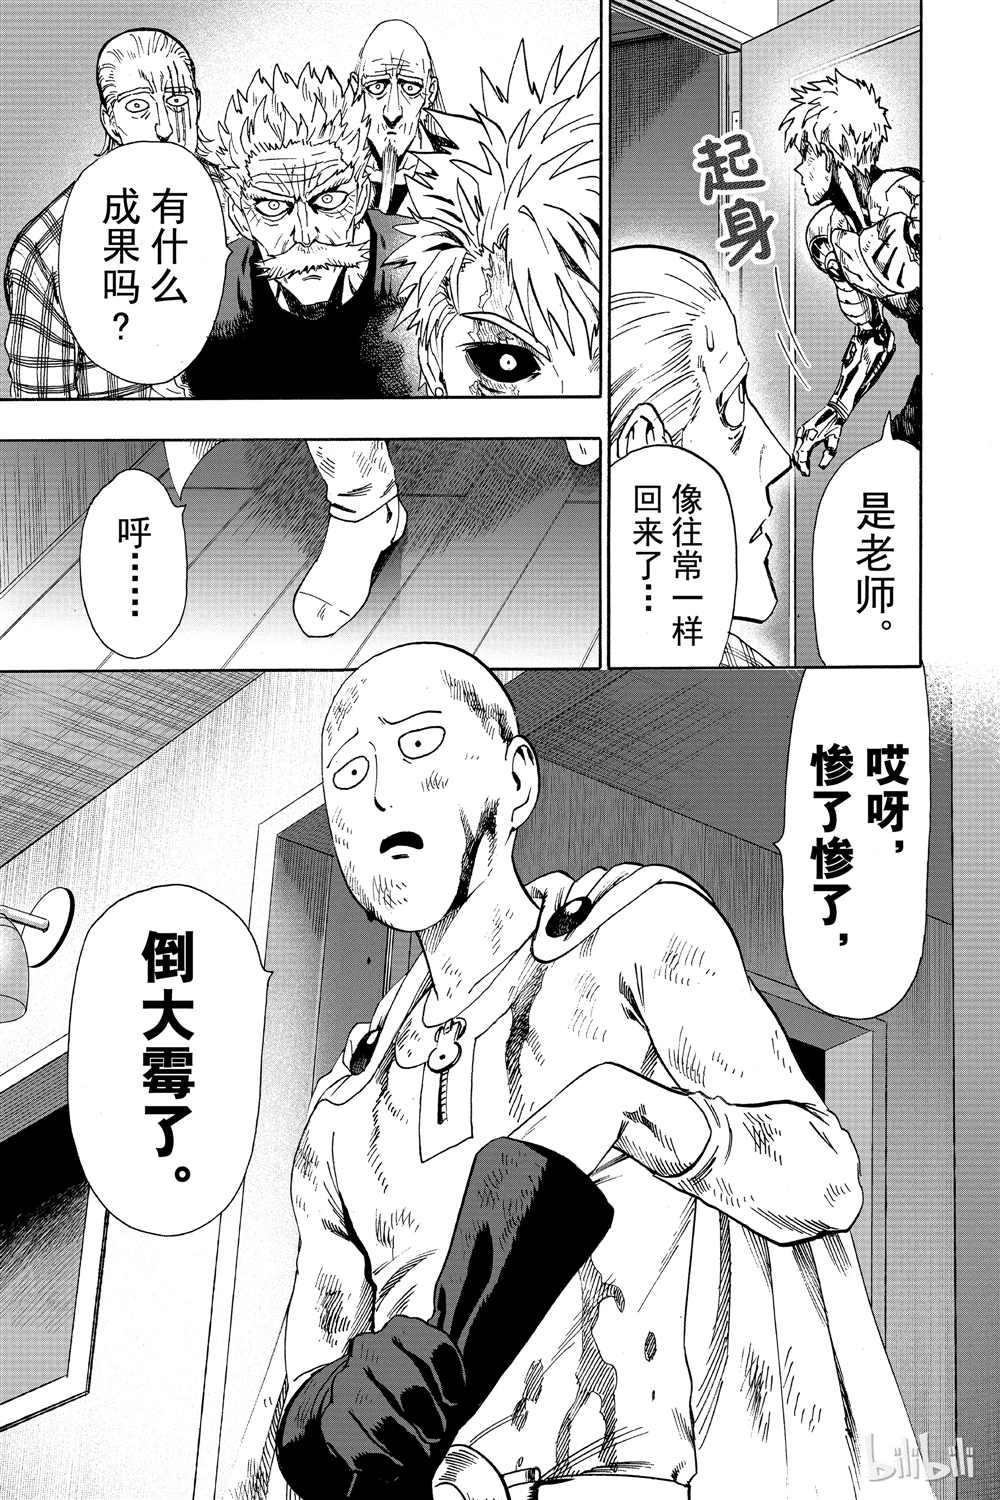 起身
是老师。
像往常一样
回来了…
有什么
成果吗?
呼……
哎呀,
惨了惨了,
倒大霉了。
bilibili